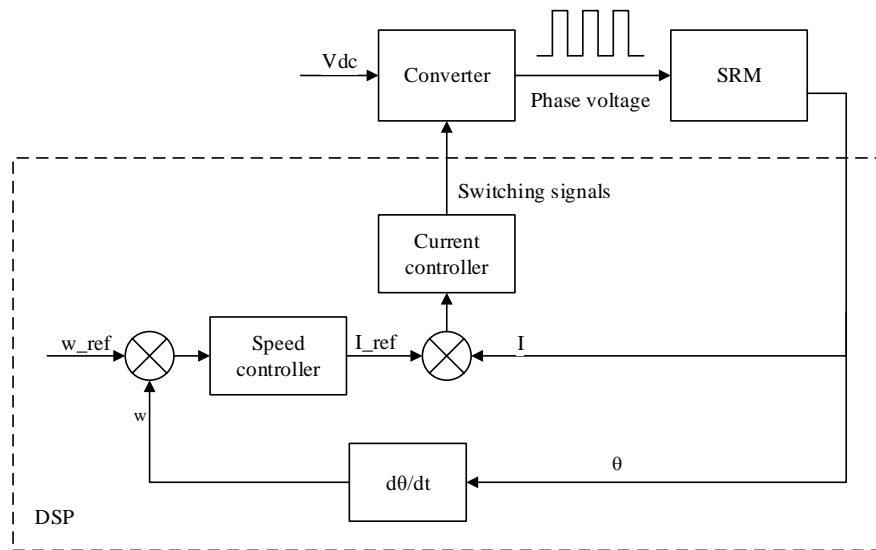 Vdc
Converter
SRM
Phase voltage
Switching signals
Current
controller
w_ref
Speed
controller
I_ref
I
w
dθ/dt
θ
DSP